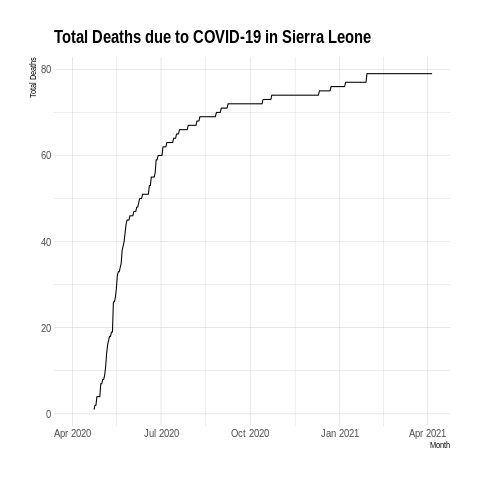 Total Deaths due to COVID-19 in Sierra Leone
Total Deaths
80
60
40
20
0
Apr 2020 Jul 2020 Oct 2020 Jan 2021 Apr 2021
Month